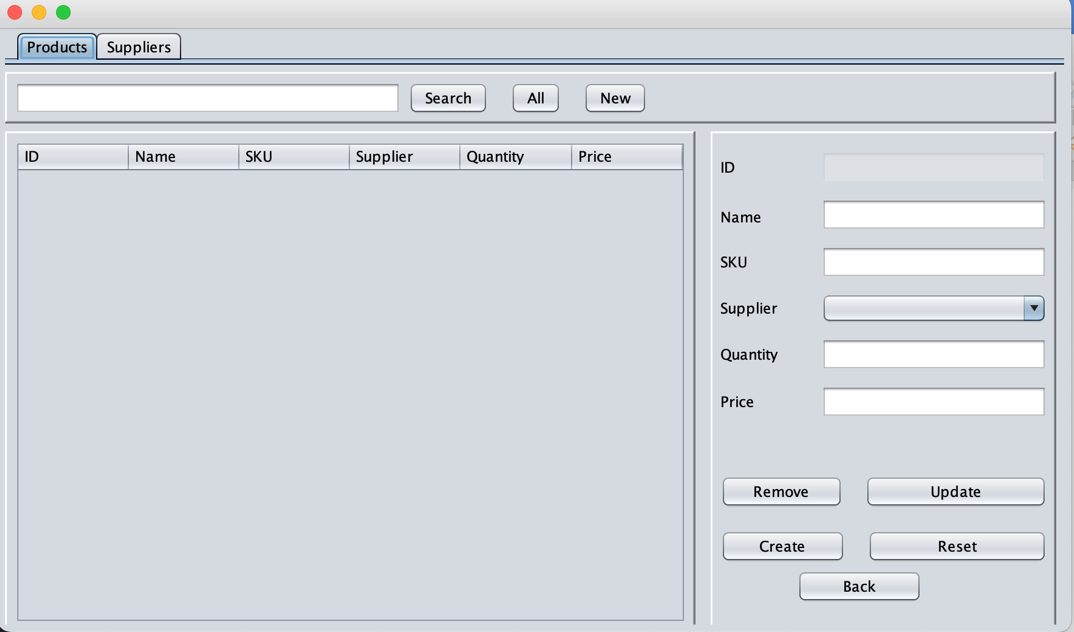 Products Suppliers
Search All New
ID Name SKU Supplier Quantity Price
ID
Name
SKU
Supplier
Quantity
Price
Remove Update
Create Reset
Back